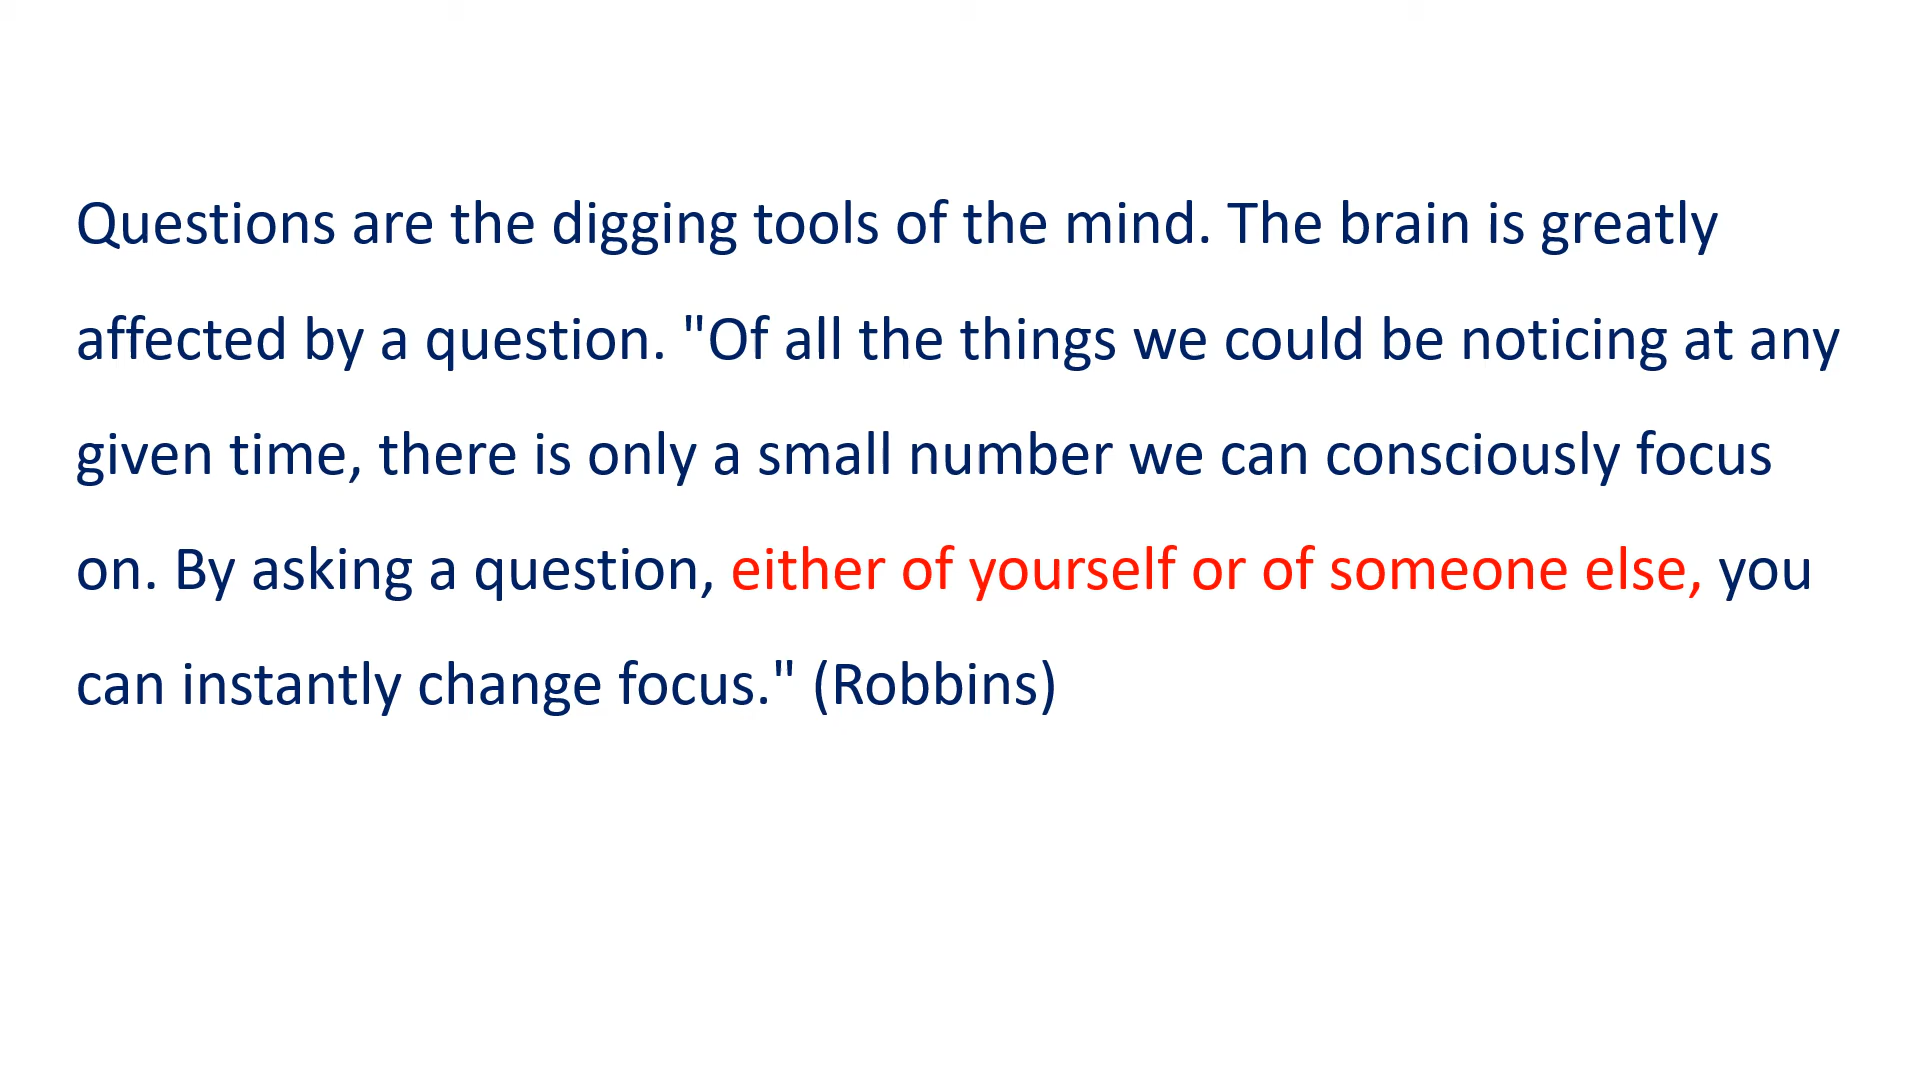 Questions are the digging tools of the mind. The brain is greatly
affected by a question. "Of all the things we could be noticing at any
given time, there is only a small number we can consciously focus
on. By asking a question, either of yourself or of someone else, you
can instantly change focus." (Robbins)